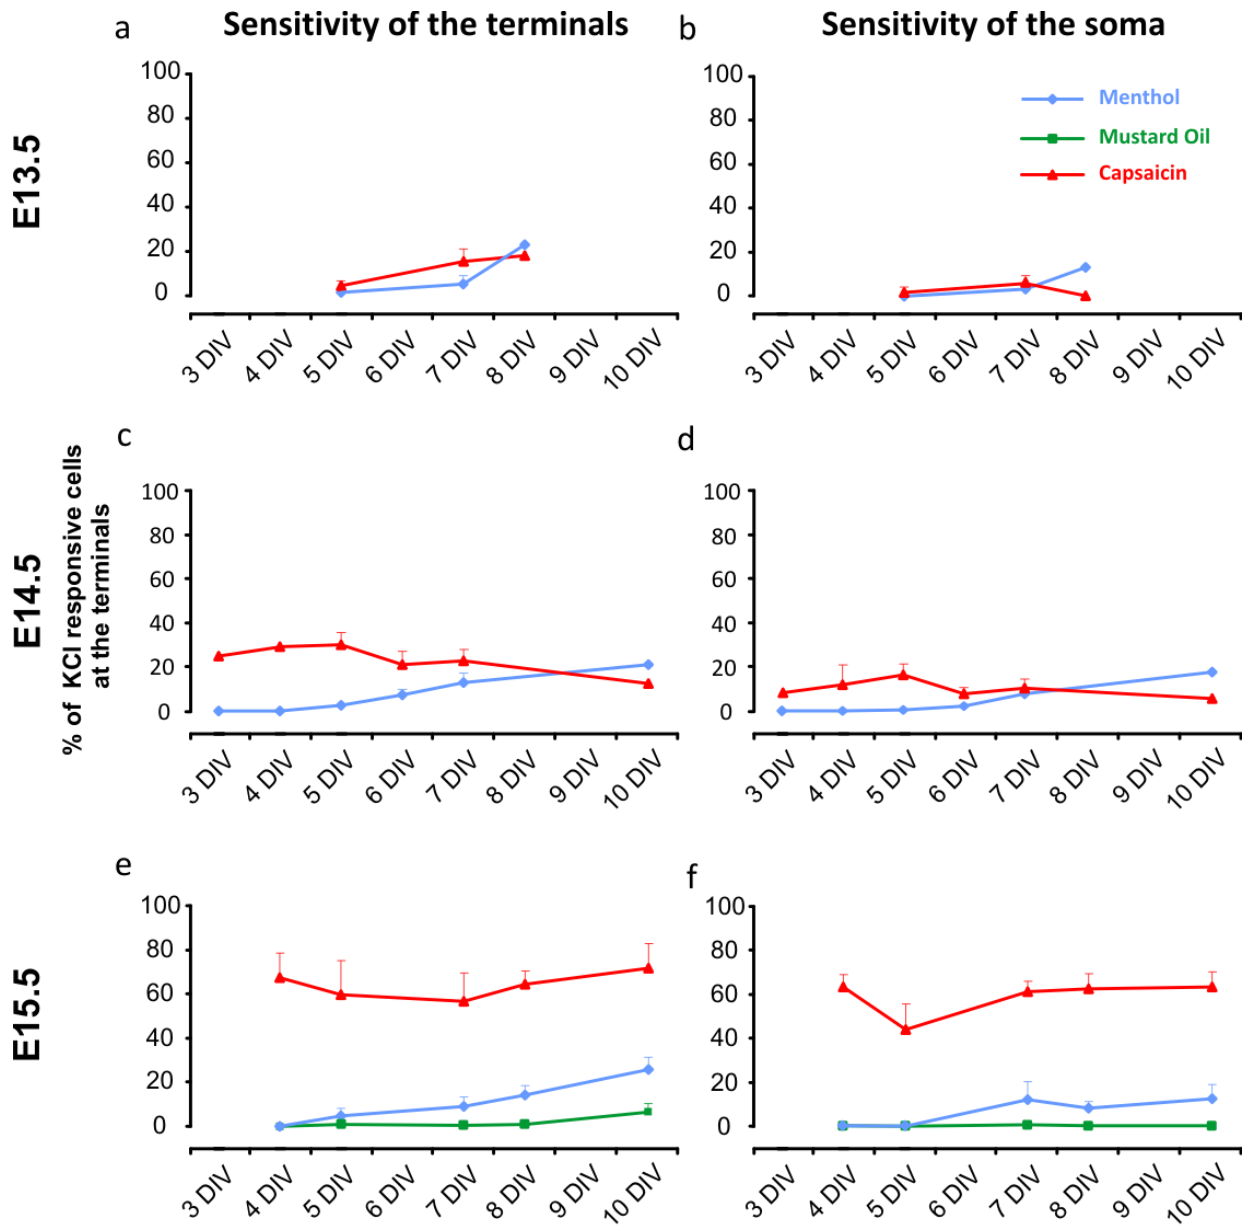 a Sensitivity of the terminals
b Sensitivity of the soma
E13.5
100
80
60
40
20
0
3 DIV 4 DIV 5 DIV 6 DIV 7 DIV 8 DIV 9 DIV 10 DIV
100
80
60
40
20
0
Menthol
Mustard Oil
Capsaicin
3 DIV 4 DIV 5 DIV 6 DIV 7 DIV 8 DIV 9 DIV 10 DIV
E14.5
% of KCl responsive cells
at the terminals
c
100
80
60
40
20
0
3 DIV 4 DIV 5 DIV 6 DIV 7 DIV 8 DIV 9 DIV 10 DIV
d
100
80
60
40
20
0
3 DIV 4 DIV 5 DIV 6 DIV 7 DIV 8 DIV 9 DIV 10 DIV
E15.5
e
100
80
60
40
20
0
3 DIV 4 DIV 5 DIV 6 DIV 7 DIV 8 DIV 9 DIV 10 DIV
f
100
80
60
40
20
0
3 DIV 4 DIV 5 DIV 6 DIV 7 DIV 8 DIV 9 DIV 10 DIV